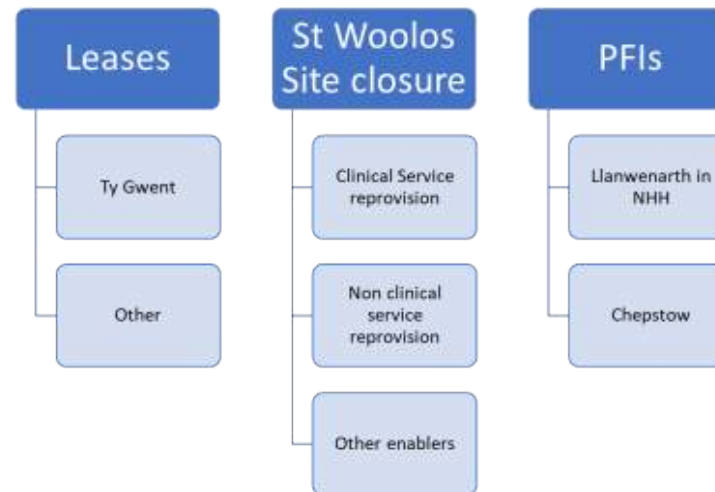 Leases
Ty Gwent
Other
St Woolos
Site closure
Clinical Service
reprovision
Non clinical
service
reprovision
Other enablers
PFIs
Llanwenarth in
NHH
Chepstow